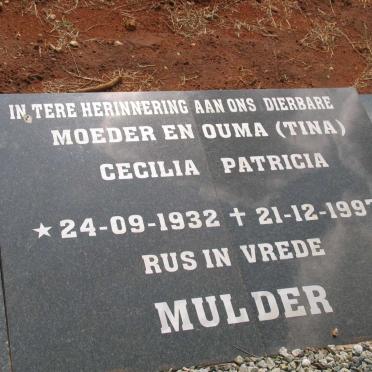 IN TERE HERINNERING AAN ONS DIERBARE
MOEDER EN OUMA (TINA)
CECILIA PATRICIA
★ 24-09-1932 ✝ 21-12-1997
RUS IN VREDE
MULDER